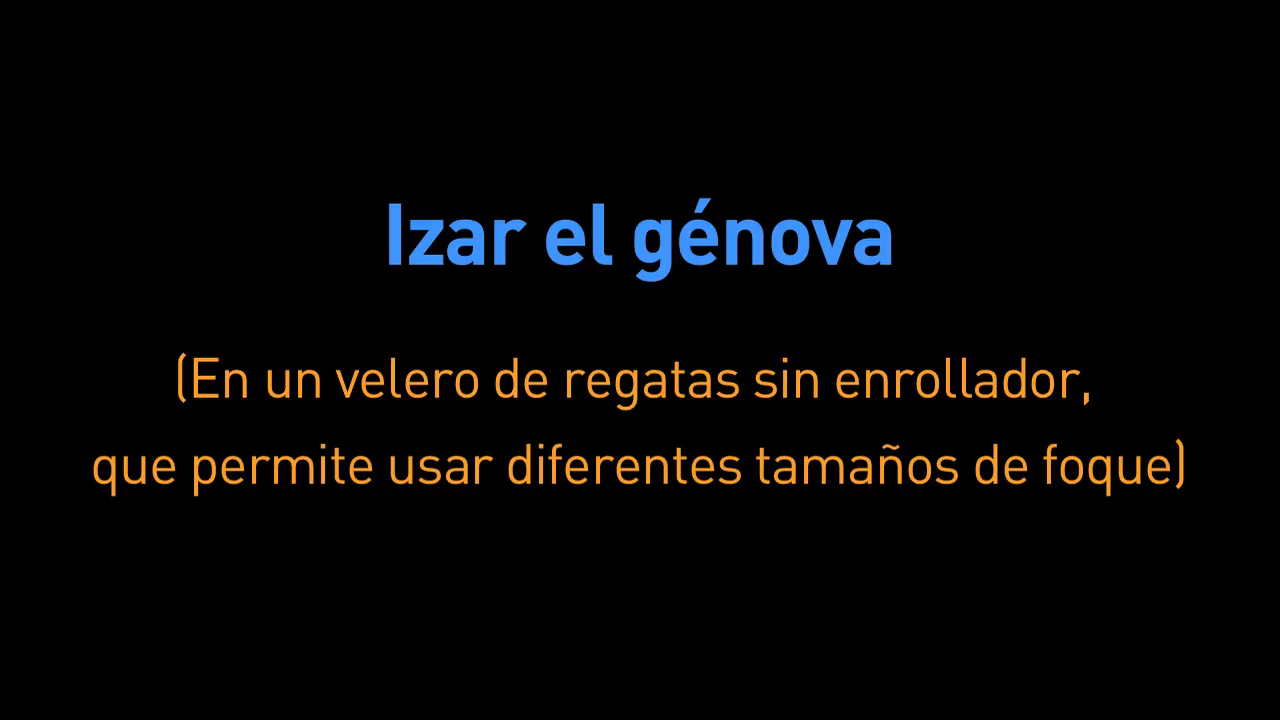 Izar el génova
(En un velero de regatas sin enrollador,
que permite usar diferentes tamaños de foque)